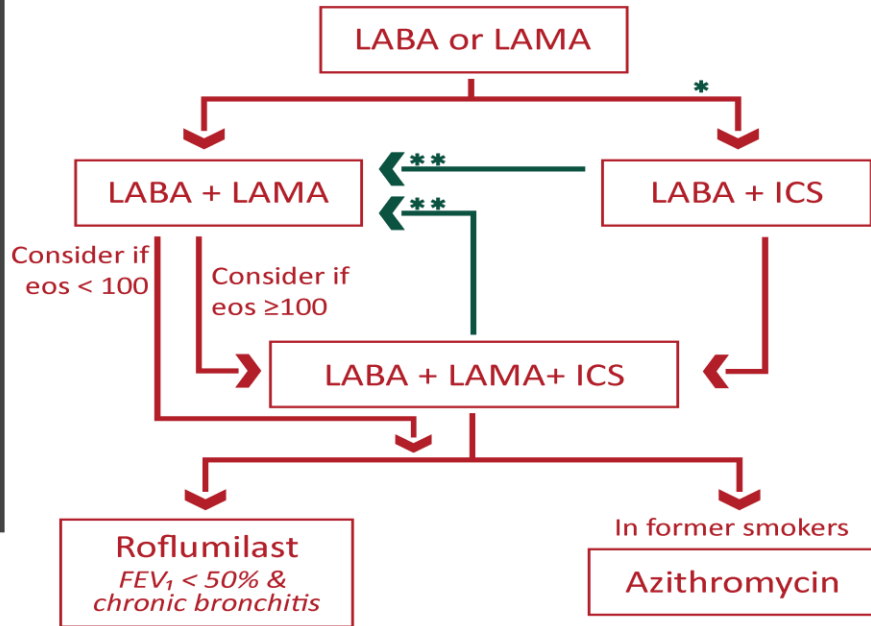 LABA or LAMA
*
**
LABA + LAMA
LABA + ICS
**
Consider if
eos < 100
Consider if
eos ≥100
LABA + LAMA+ ICS
Roflumilast
FEV₁ < 50% &
chronic bronchitis
In former smokers
Azithromycin